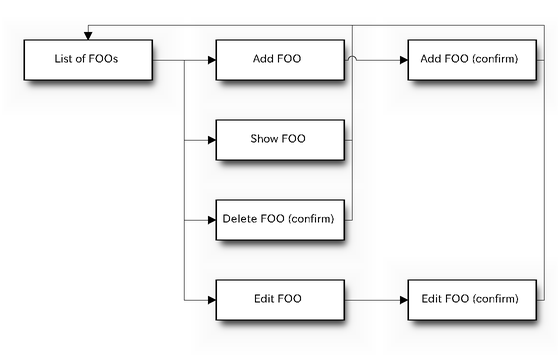 List of FOOs
Add FOO
Add FOO (confirm)
Show FOO
Delete FOO (confirm)
Edit FOO
Edit FOO (confirm)